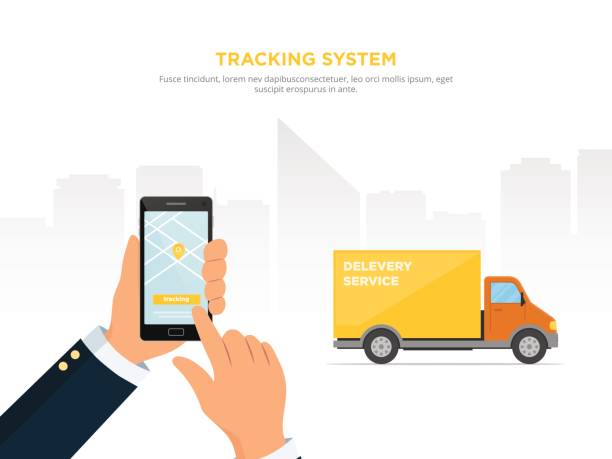 TRACKING SYSTEM
Fusce tincidunt, lorem nev dapibusconsectetuer, leo orci mollis ipsum, eget
suscipit erospurus in ante.
DELEVERY
SERVICE
tracking